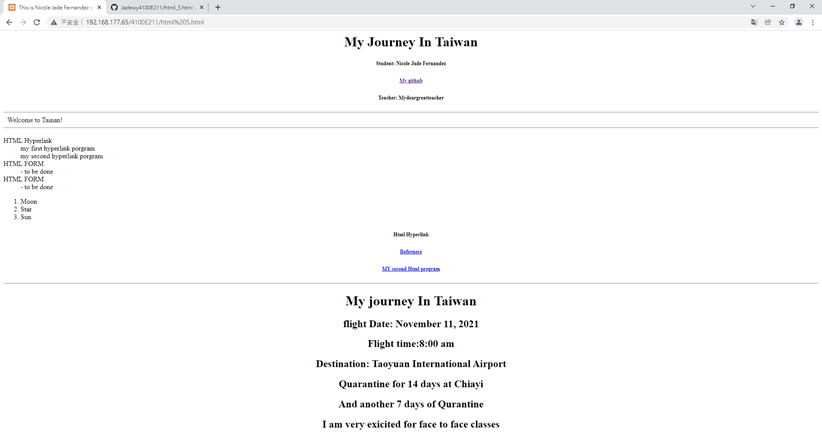 This is Nicole Jade Fernandez
Jadewy4100E211/html_5.html
不安全 | 192.168.177.65/4100E211/html%205.html
My Journey In Taiwan
Student: Nicole Jade Fernandez
My github
Teacher: Mydeargreatteacher
Welcome to Tainan!
HTML Hyperlink
my first hyperlink porgram
my second hyperlink porgram
HTML FORM
- to be done
HTML FORM
- to be done
1. Moon
2. Star
3. Sun
Html Hyperlink
Refernece
MY second Html program
My journey In Taiwan
flight Date: November 11, 2021
Flight time:8:00 am
Destination: Taoyuan International Airport
Quarantine for 14 days at Chiayi
And another 7 days of Qurantine
I am very exicited for face to face classes